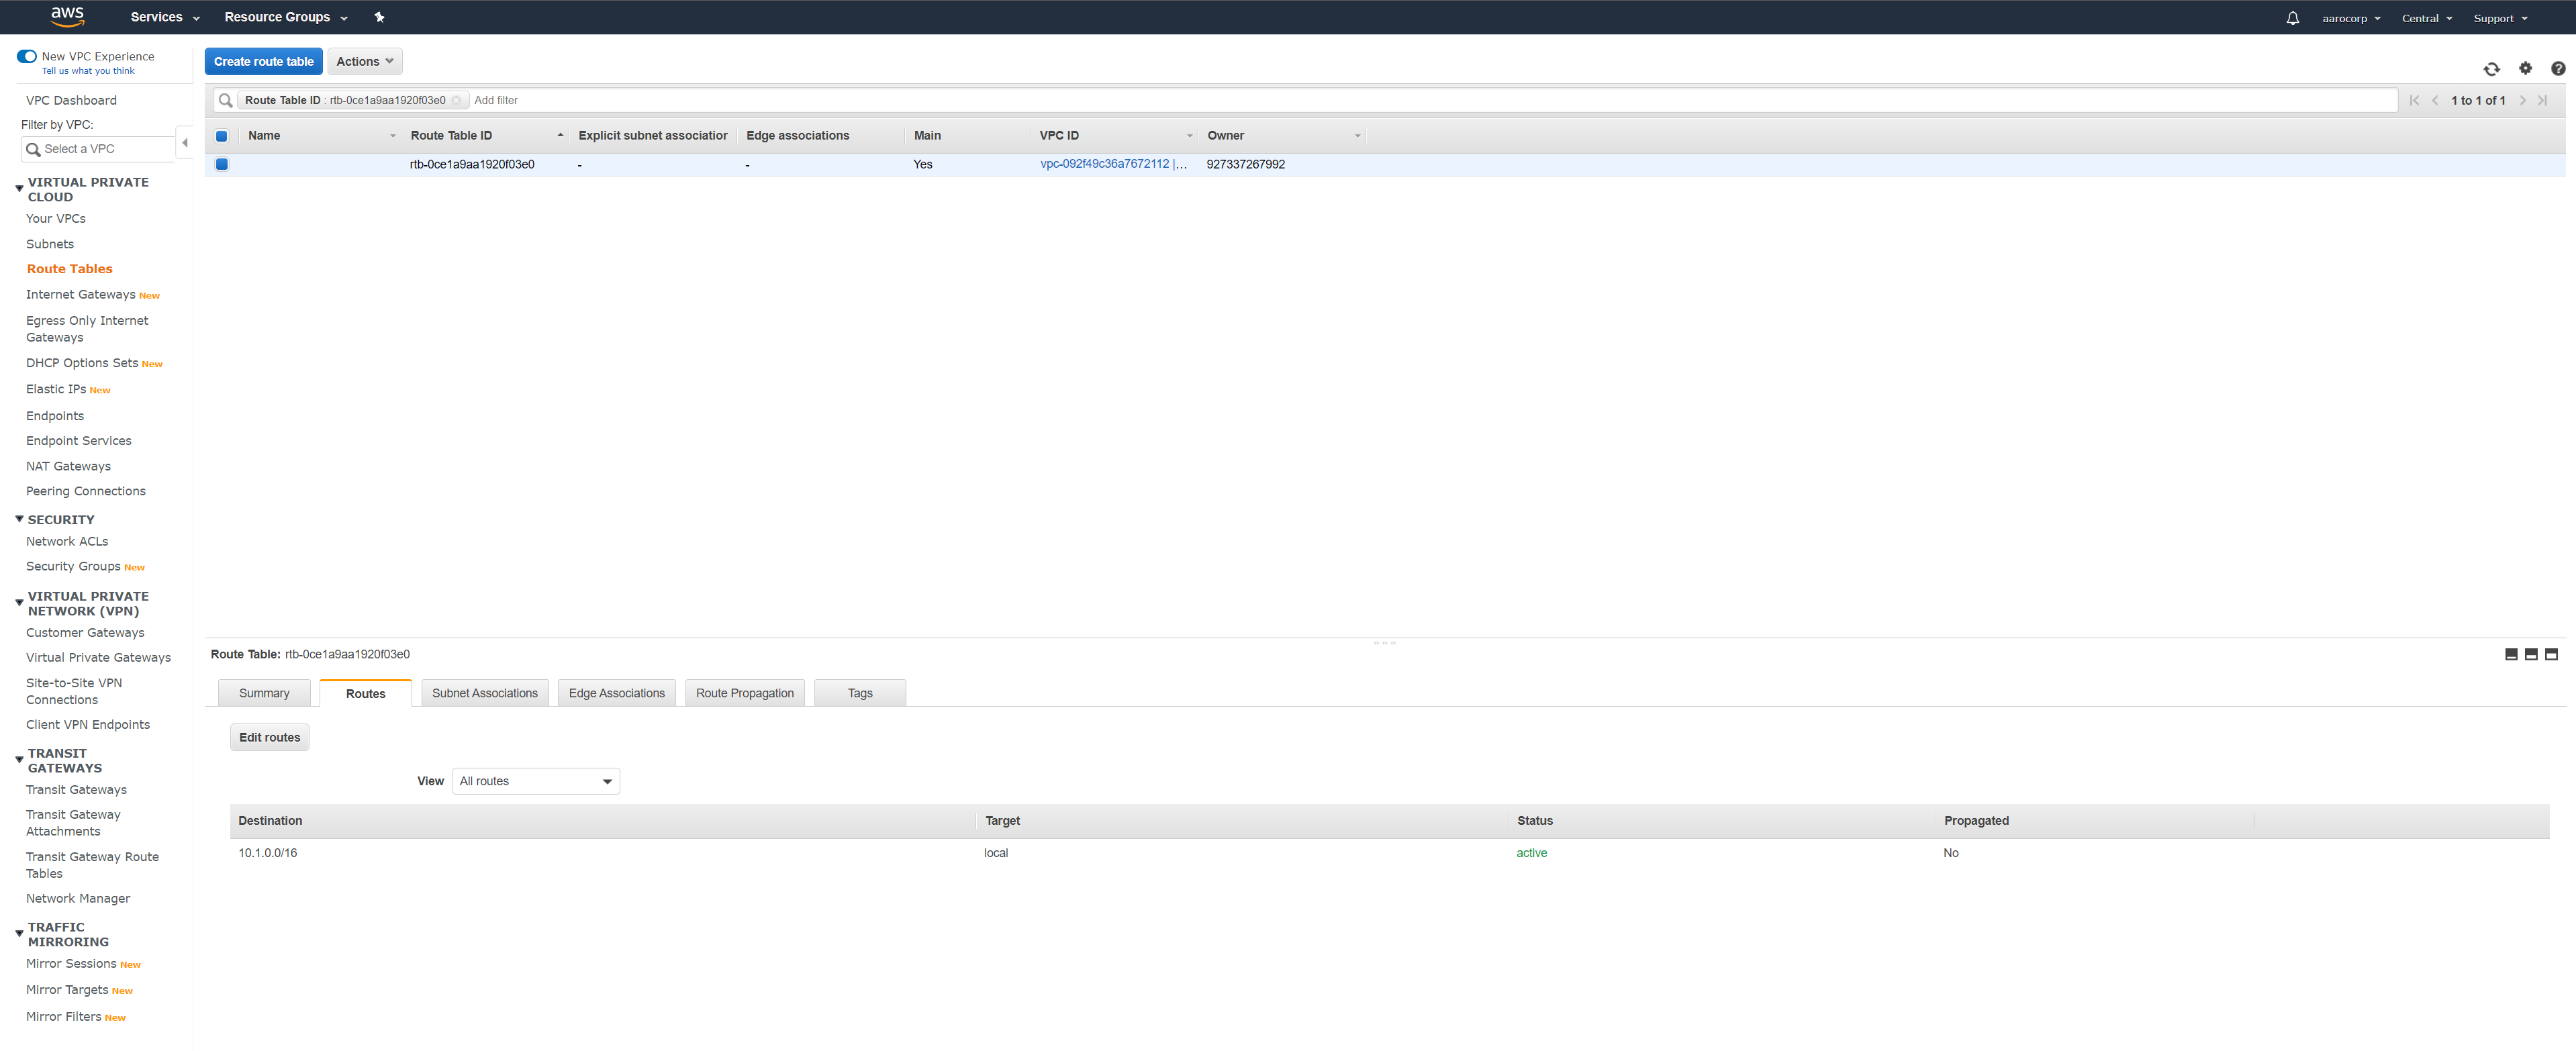 aws
Services
Resource Groups
aarocorp
Central
Support
New VPC Experience
Tell us what you think
VPC Dashboard
Filter by VPC:
Select a VPC
VIRTUAL PRIVATE
CLOUD
Your VPCs
Subnets
Route Tables
Internet Gateways New
Egress Only Internet
Gateways
DHCP Options Sets New
Elastic IPs New
Endpoints
Endpoint Services
NAT Gateways
Peering Connections
SECURITY
Network ACLs
Security Groups New
VIRTUAL PRIVATE
NETWORK (VPN)
Customer Gateways
Virtual Private Gateways
Site-to-Site VPN
Connections
Client VPN Endpoints
TRANSIT
GATEWAYS
Transit Gateways
Transit Gateway
Attachments
Transit Gateway Route
Tables
Network Manager
TRAFFIC
MIRRORING
Mirror Sessions New
Mirror Targets New
Mirror Filters New
Create route table
Actions
Route Table ID : rtb-0ce1a9aa1920f03e0 Add filter
1 to 1 of 1
Name Route Table ID Explicit subnet association Edge associations Main VPC ID Owner
rtb-0ce1a9aa1920f03e0 - - Yes vpc-092f49c36a7672112 |... 927337267992
Route Table: rtb-0ce1a9aa1920f03e0
Summary Routes Subnet Associations Edge Associations Route Propagation Tags
Edit routes
View All routes
Destination Target Status Propagated
10.1.0.0/16 local active No